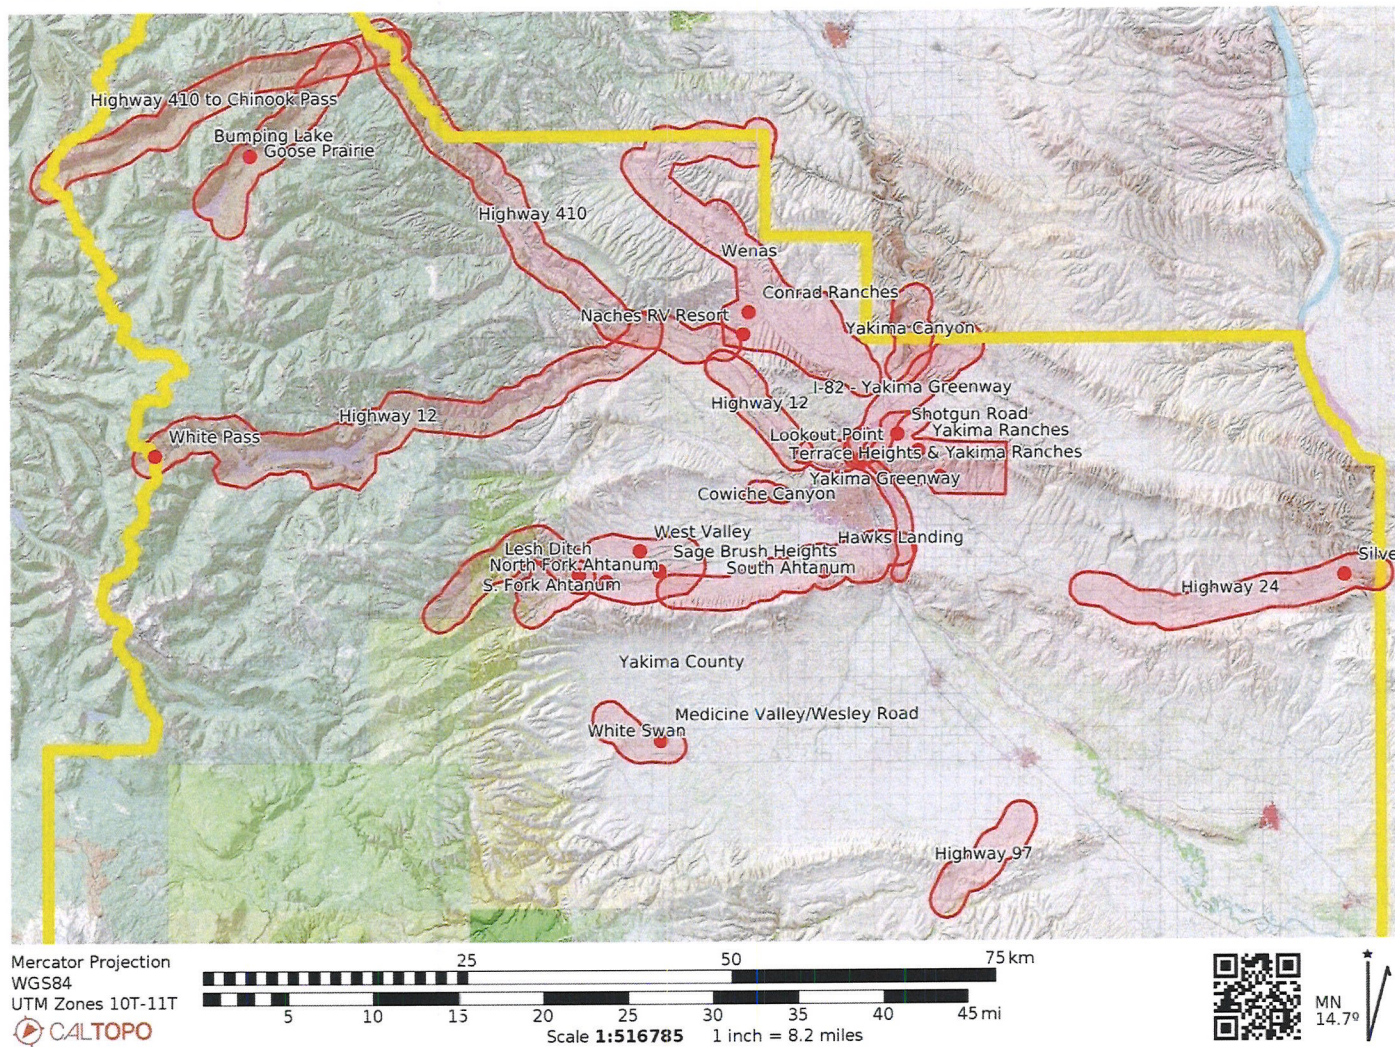 Highway 410 to Chinook Pass
Bumping Lake
Goose Prairie
Highway 410
Wenas
Conrad Ranches
Naches RV Resort
Yakima Canyon
I-82 - Yakima Greenway
Highway 12
Highway 12
Shotgun Road
White Pass
Lookout Point
Yakima Ranches
Terrace Heights & Yakima Ranches
Yakima Greenway
Cowiche Canyon
West Valley
Hawks Landing
Lesh Ditch
Sage Brush Heights
Silve
North Fork Ahtanum
South Ahtanum
S. Fork Ahtanum
Highway 24
Yakima County
Medicine Valley/Wesley Road
White Swan
Highway 97
Mercator Projection
WGS84
UTM Zones 10T-11T
CALTOPO
25 50 75 km
5 10 15 20 25 30 35 40 45 mi
Scale 1:516785 1 inch = 8.2 miles
MN
14.7º